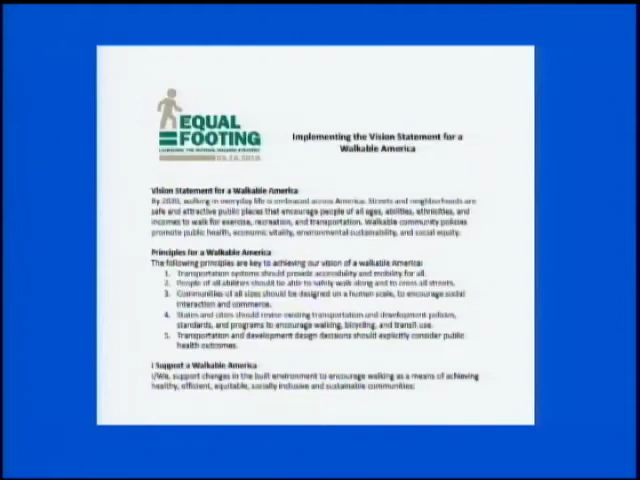 EQUAL
FOOTING
LAUNCHING THE NATIONAL WALKING STRATEGY
Implementing the Vision Statement for a
Walkable America
Vision Statement for a Walkable America
By 2020, walking in everyday life is embraced across America. Streets and neighborhoods are
safe and attractive public places that encourage people of all ages, abilities, ethnicities, and
incomes to walk for exercise, recreation, and transportation. Walkable community policies
promote public health, economic vitality, environmental sustainability, and social equity.
Principles for a Walkable America
The following principles are key to achieving our vision of a walkable America:
1. Transportation systems should provide accessibility and mobility for all.
2. People of all abilities should be able to safely walk along and to cross all streets.
3. Communities of all sizes should be designed on a human scale, to encourage social
interaction and commerce.
4. States and cities should revise existing transportation and development policies,
standards, and programs to encourage walking, bicycling, and transit use.
5. Transportation and development design decisions should explicitly consider public
health outcomes.
I Support a Walkable America
I/We, support changes in the built environment to encourage walking as a means of achieving
healthy, efficient, equitable, socially inclusive and sustainable communities: